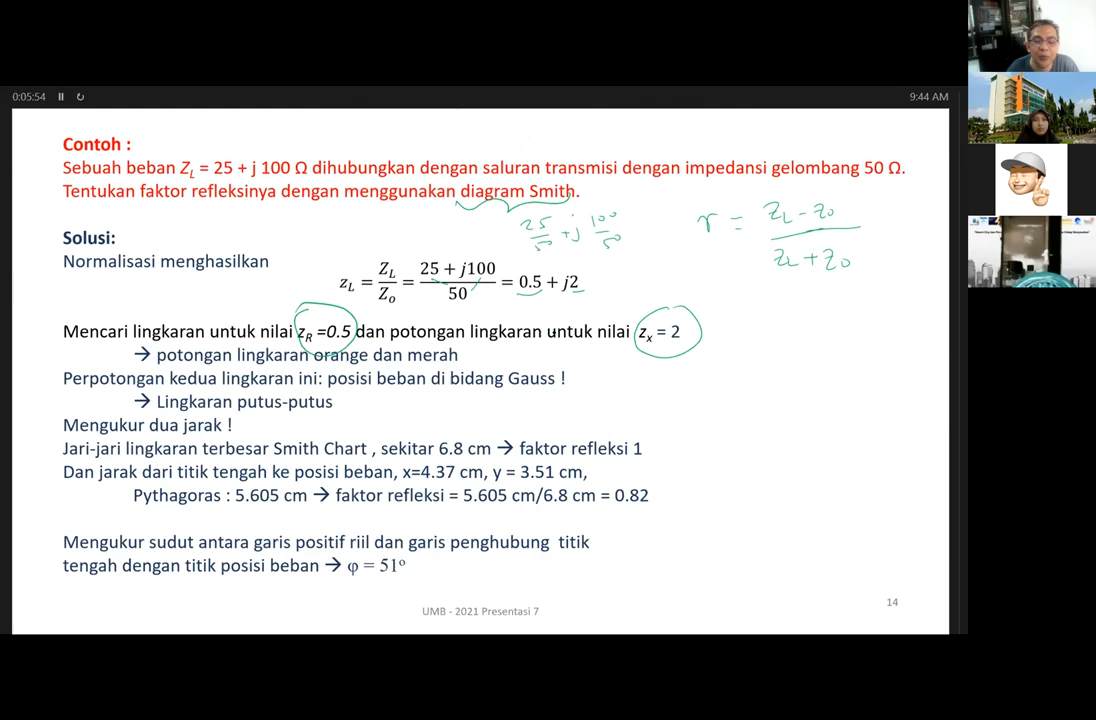 0:05:54
9:44 AM
Contoh :
Sebuah beban Z_L = 25 + j 100 Ω dihubungkan dengan saluran transmisi dengan impedansi gelombang 50 Ω.
Tentukan faktor refleksinya dengan menggunakan diagram Smith.
25/50 + j 100/50
r = (Z_L - Z_0)/(Z_L + Z_0)
Solusi:
Normalisasi menghasilkan
z_L = Z_L/Z_o = (25 + j100)/50 = 0.5 + j2
Mencari lingkaran untuk nilai z_R =0.5 dan potongan lingkaran untuk nilai z_x = 2
→ potongan lingkaran orange dan merah
Perpotongan kedua lingkaran ini: posisi beban di bidang Gauss !
→ Lingkaran putus-putus
Mengukur dua jarak !
Jari-jari lingkaran terbesar Smith Chart , sekitar 6.8 cm → faktor refleksi 1
Dan jarak dari titik tengah ke posisi beban, x=4.37 cm, y = 3.51 cm,
Pythagoras : 5.605 cm → faktor refleksi = 5.605 cm/6.8 cm = 0.82
Mengukur sudut antara garis positif riil dan garis penghubung titik
tengah dengan titik posisi beban → φ = 51°
UMB - 2021 Presentasi 7
14